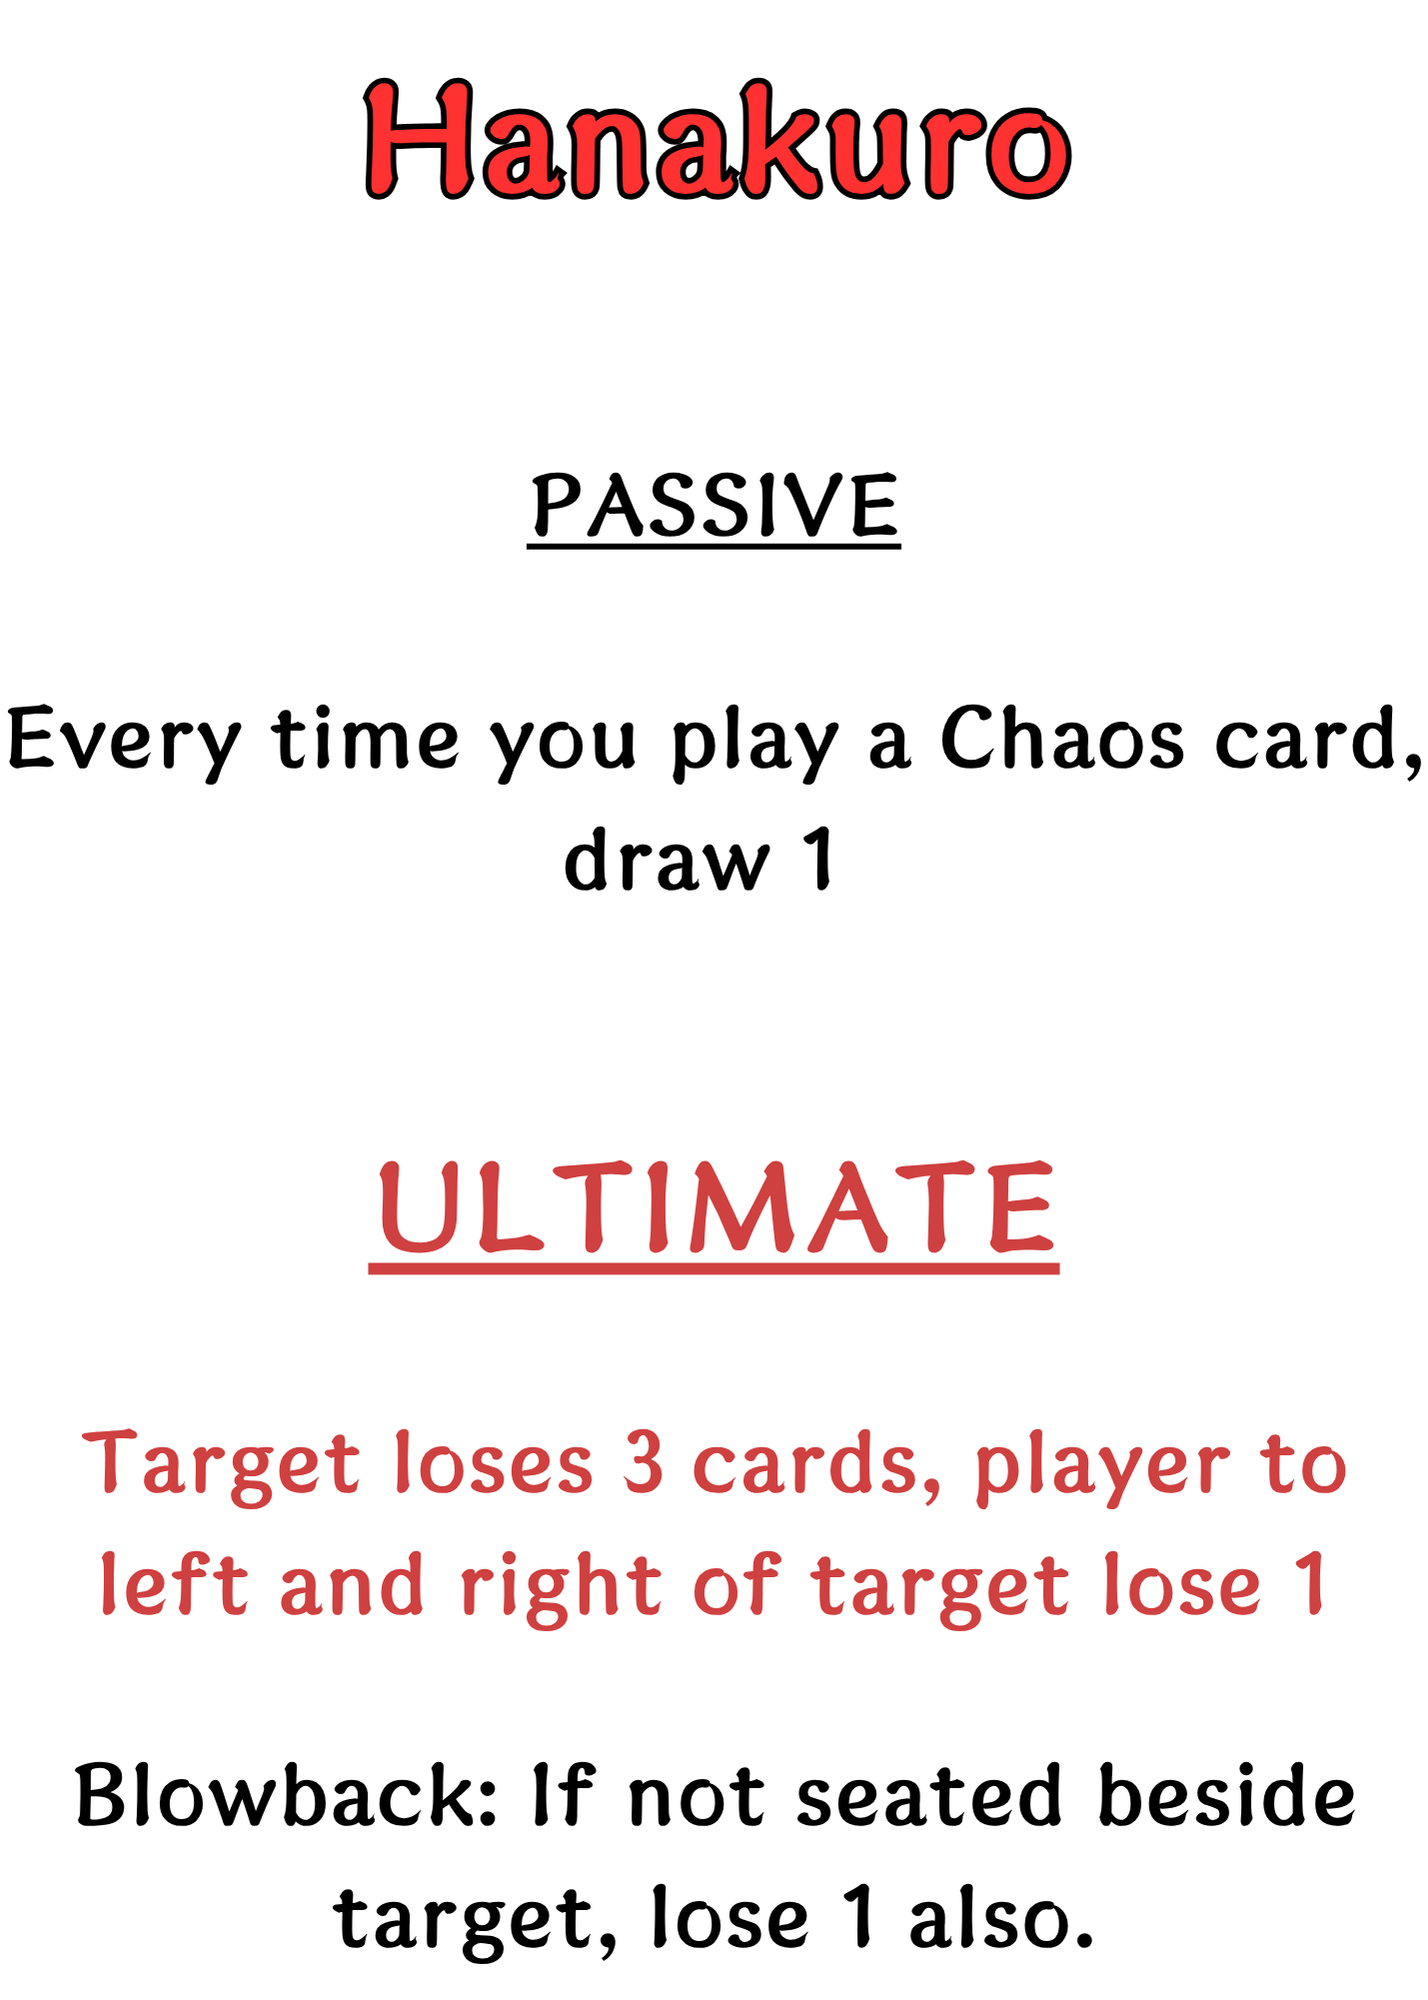 Hanakuro
PASSIVE
Every time you play a Chaos card,
draw 1
ULTIMATE
Target loses 3 cards, player to
left and right of target lose 1
Blowback: If not seated beside
target, lose 1 also.